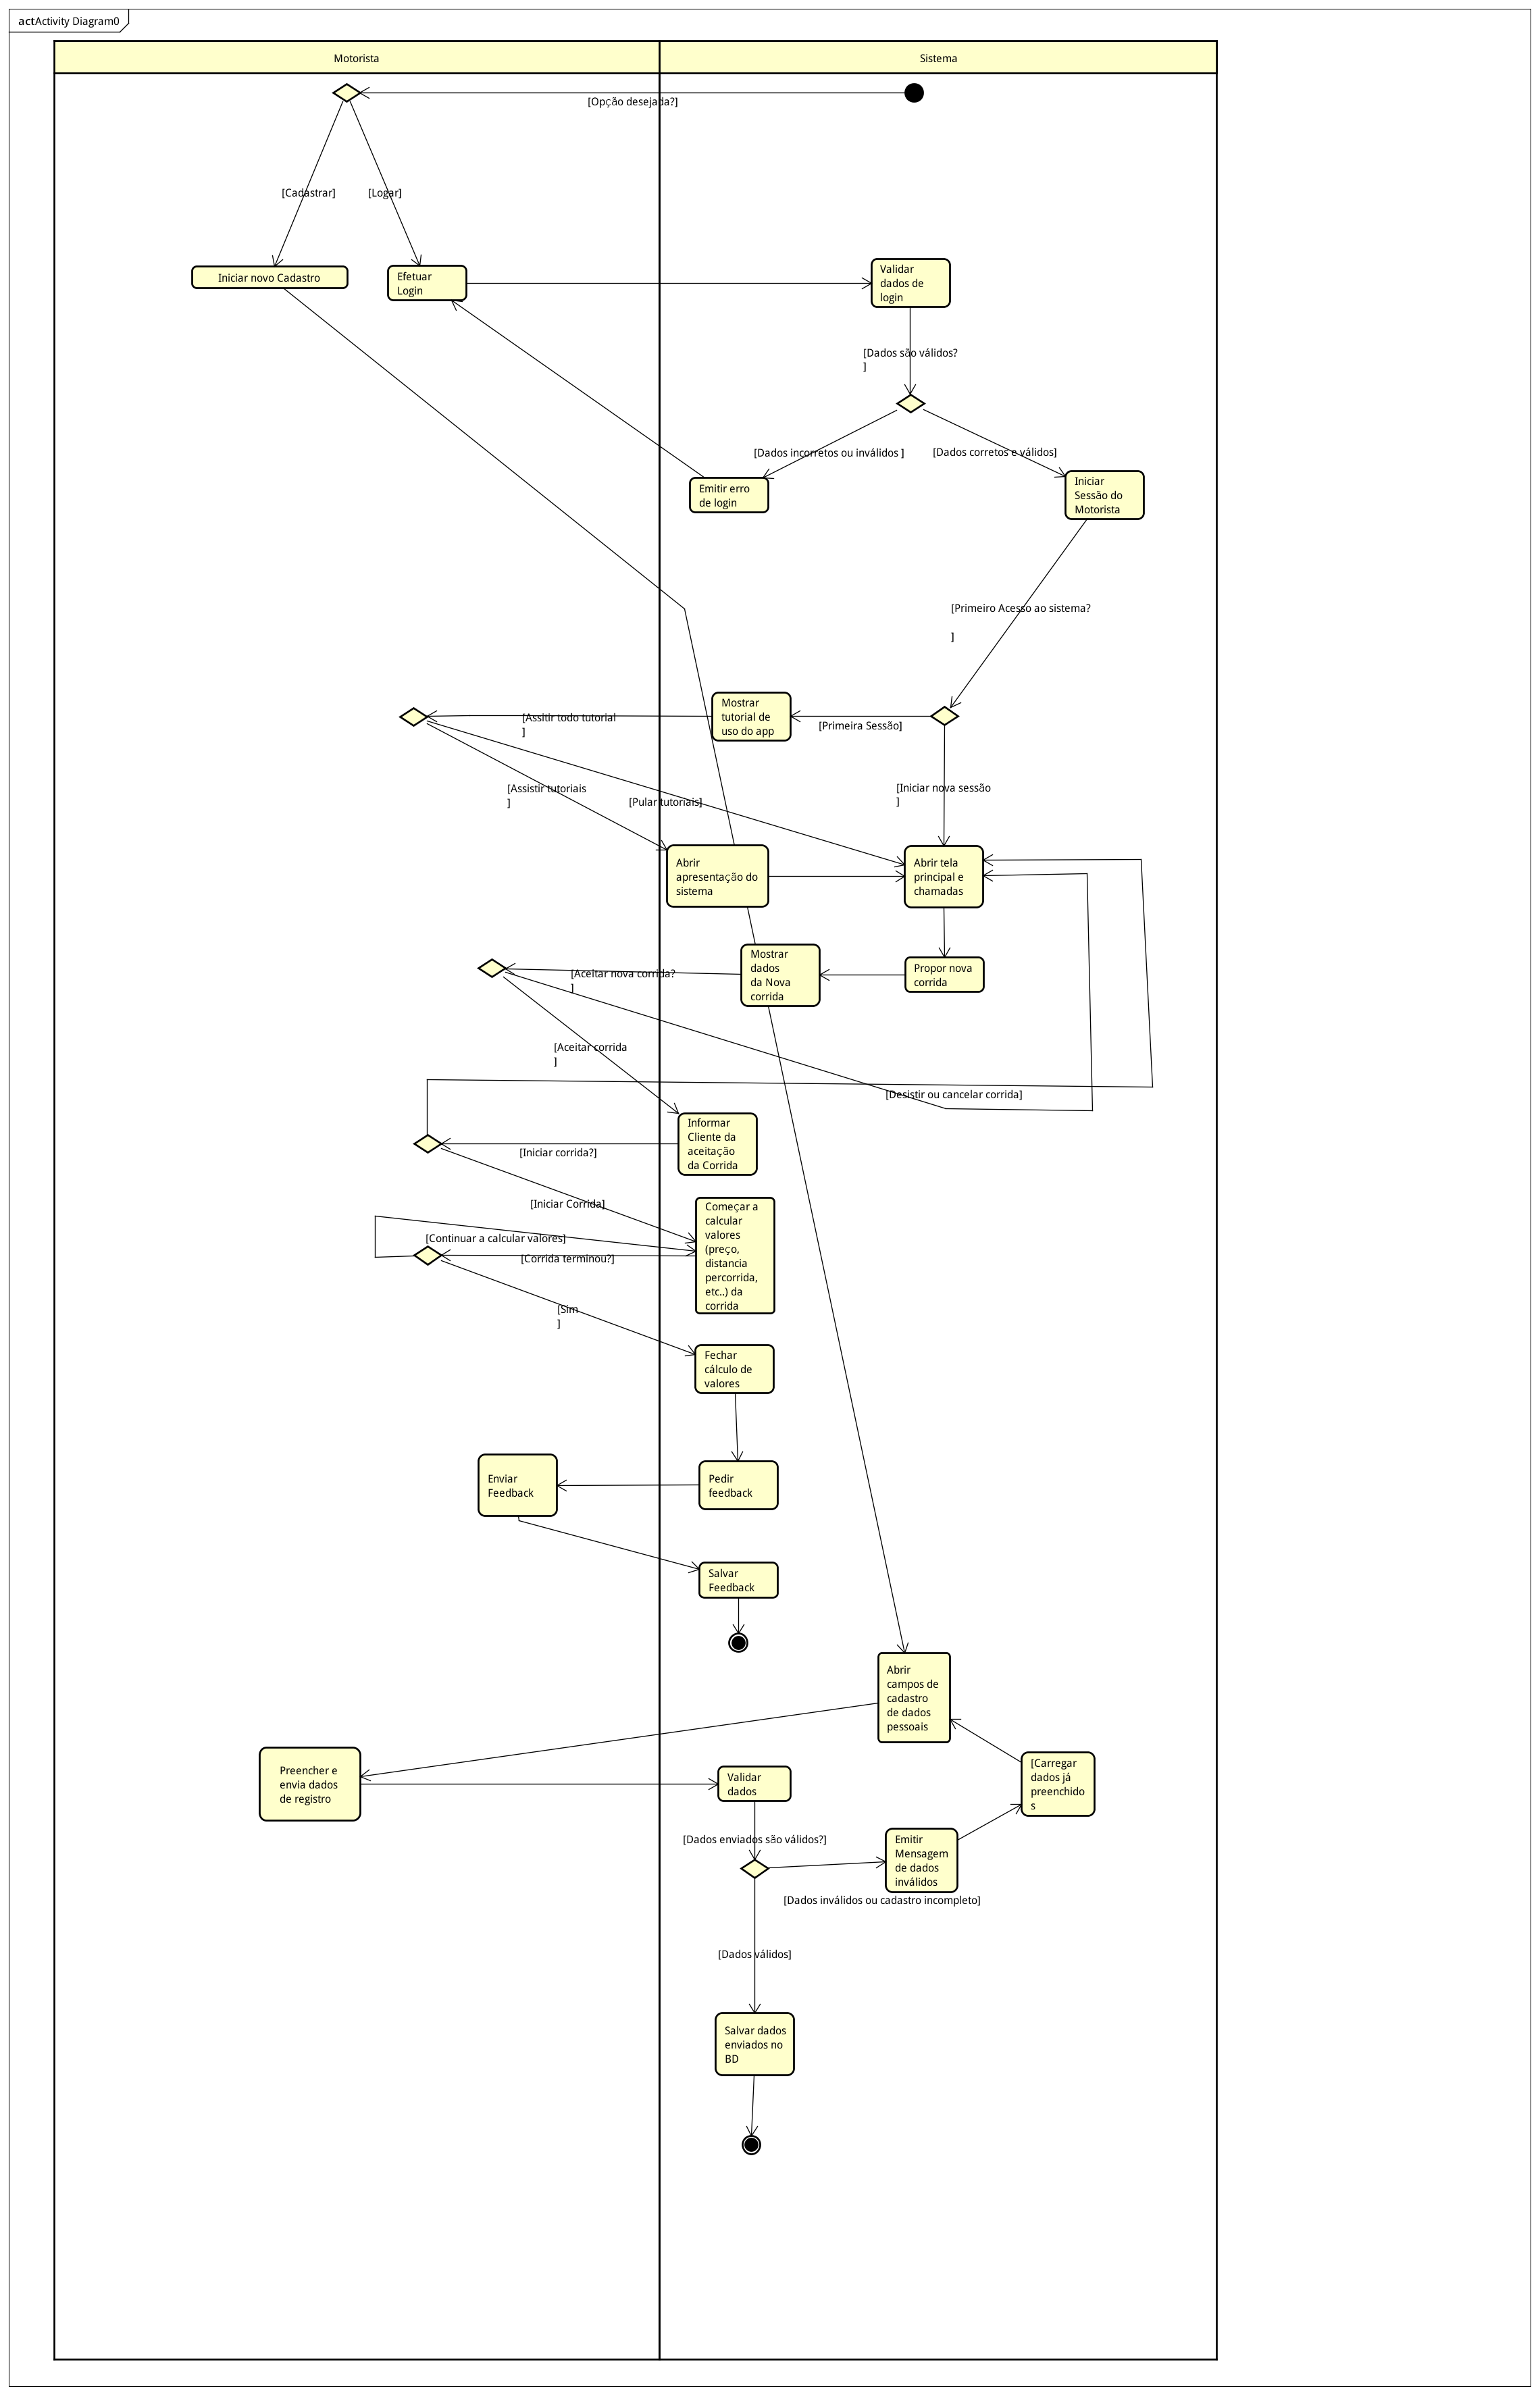 actActivity Diagram0
Motorista
Sistema
[Opção desejada?]
[Cadastrar]
[Logar]
Iniciar novo Cadastro
Efetuar
Login
Validar
dados de
login
[Dados são válidos?
]
[Dados incorretos ou inválidos ]
[Dados corretos e válidos]
Emitir erro
de login
Iniciar
Sessão do
Motorista
[Primeiro Acesso ao sistema?
]
Mostrar
tutorial de
uso do app
[Assitir todo tutorial
]
[Primeira Sessão]
[Assistir tutoriais
]
[Pular tutoriais]
[Iniciar nova sessão
]
Abrir
apresentação do
sistema
Abrir tela
principal e
chamadas
Mostrar
dados
da Nova
corrida
Propor nova
corrida
[Aceitar nova corrida?
]
[Aceitar corrida
]
[Desistir ou cancelar corrida]
Informar
Cliente da
aceitação
da Corrida
[Iniciar corrida?]
[Iniciar Corrida]
Começar a
calcular
valores
(preço,
distancia
percorrida,
etc..) da
corrida
[Continuar a calcular valores]
[Corrida terminou?]
[Sim
]
Fechar
cálculo de
valores
Enviar
Feedback
Pedir
feedback
Salvar
Feedback
Abrir
campos de
cadastro
de dados
pessoais
Preencher e
envia dados
de registro
Validar
dados
[Carregar
dados já
preenchido
s
[Dados enviados são válidos?]
Emitir
Mensagem
de dados
inválidos
[Dados inválidos ou cadastro incompleto]
[Dados válidos]
Salvar dados
enviados no
BD